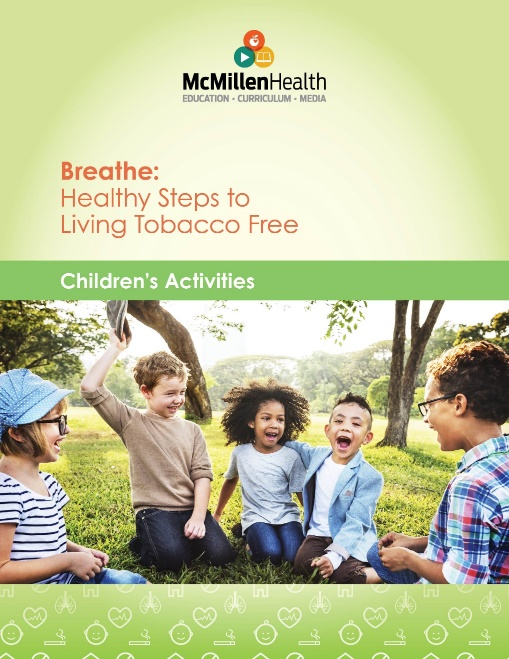 McMillenHealth
EDUCATION • CURRICULUM • MEDIA
Breathe:
Healthy Steps to
Living Tobacco Free
Children's Activities